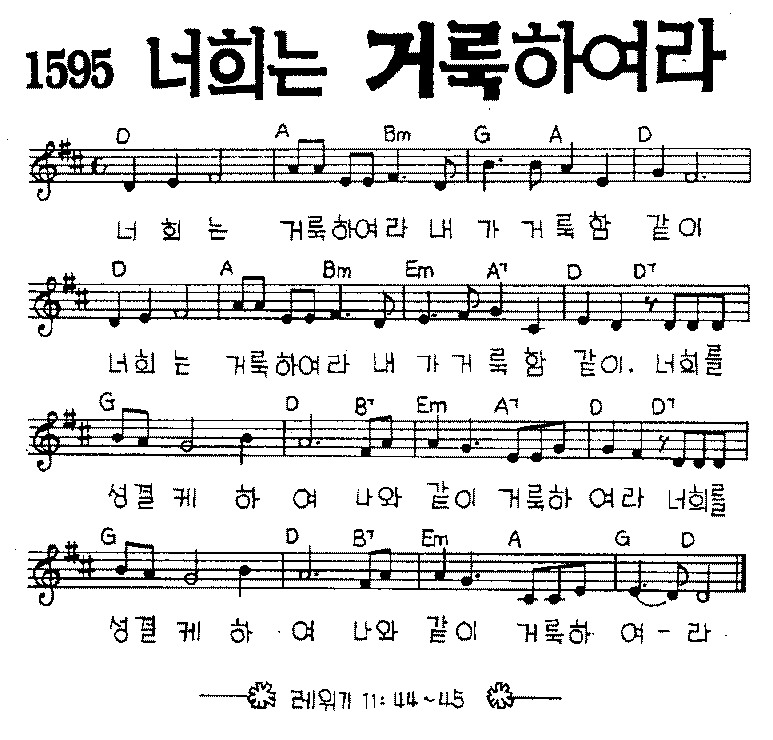 1595 너희는 거룩하여라
D A Bm G A D
너 희 는 거룩하여라 내 가 거 룩 함 같 이
D A Bm Em A7 D D7
너희 는 거룩하여라 내 가 거 룩 함 같이. 너희를
G D B7 Em A7 D D7
성결 케 하 여 나와 같이 거룩하 여라 너희를
G D B7 Em A G D
성결 케 하 여 나와 같 이 거룩하 여 - 라
레위기 11: 44~45